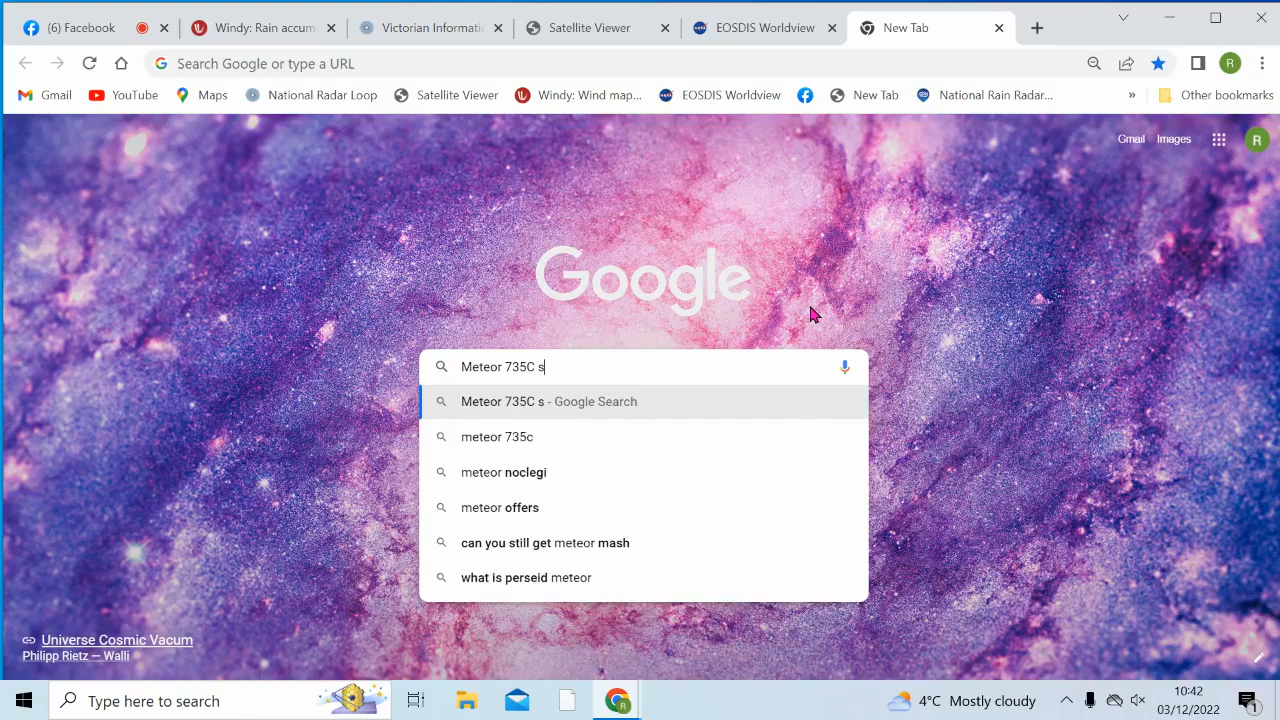 (6) Facebook
Windy: Rain accum
Victorian Informati
Satellite Viewer
EOSDIS Worldview
New Tab
Search Google or type a URL
R
Gmail
YouTube
Maps
National Radar Loop
Satellite Viewer
Windy: Wind map...
EOSDIS Worldview
New Tab
National Rain Radar...
»
Other bookmarks
Gmail
Images
R
Google
Meteor 735C s
Meteor 735C s - Google Search
meteor 735c
meteor noclegi
meteor offers
can you still get meteor mash
what is perseid meteor
Universe Cosmic Vacum
Philipp Rietz — Walli
Type here to search
R
4°C Mostly cloudy
10:42
03/12/2022
1